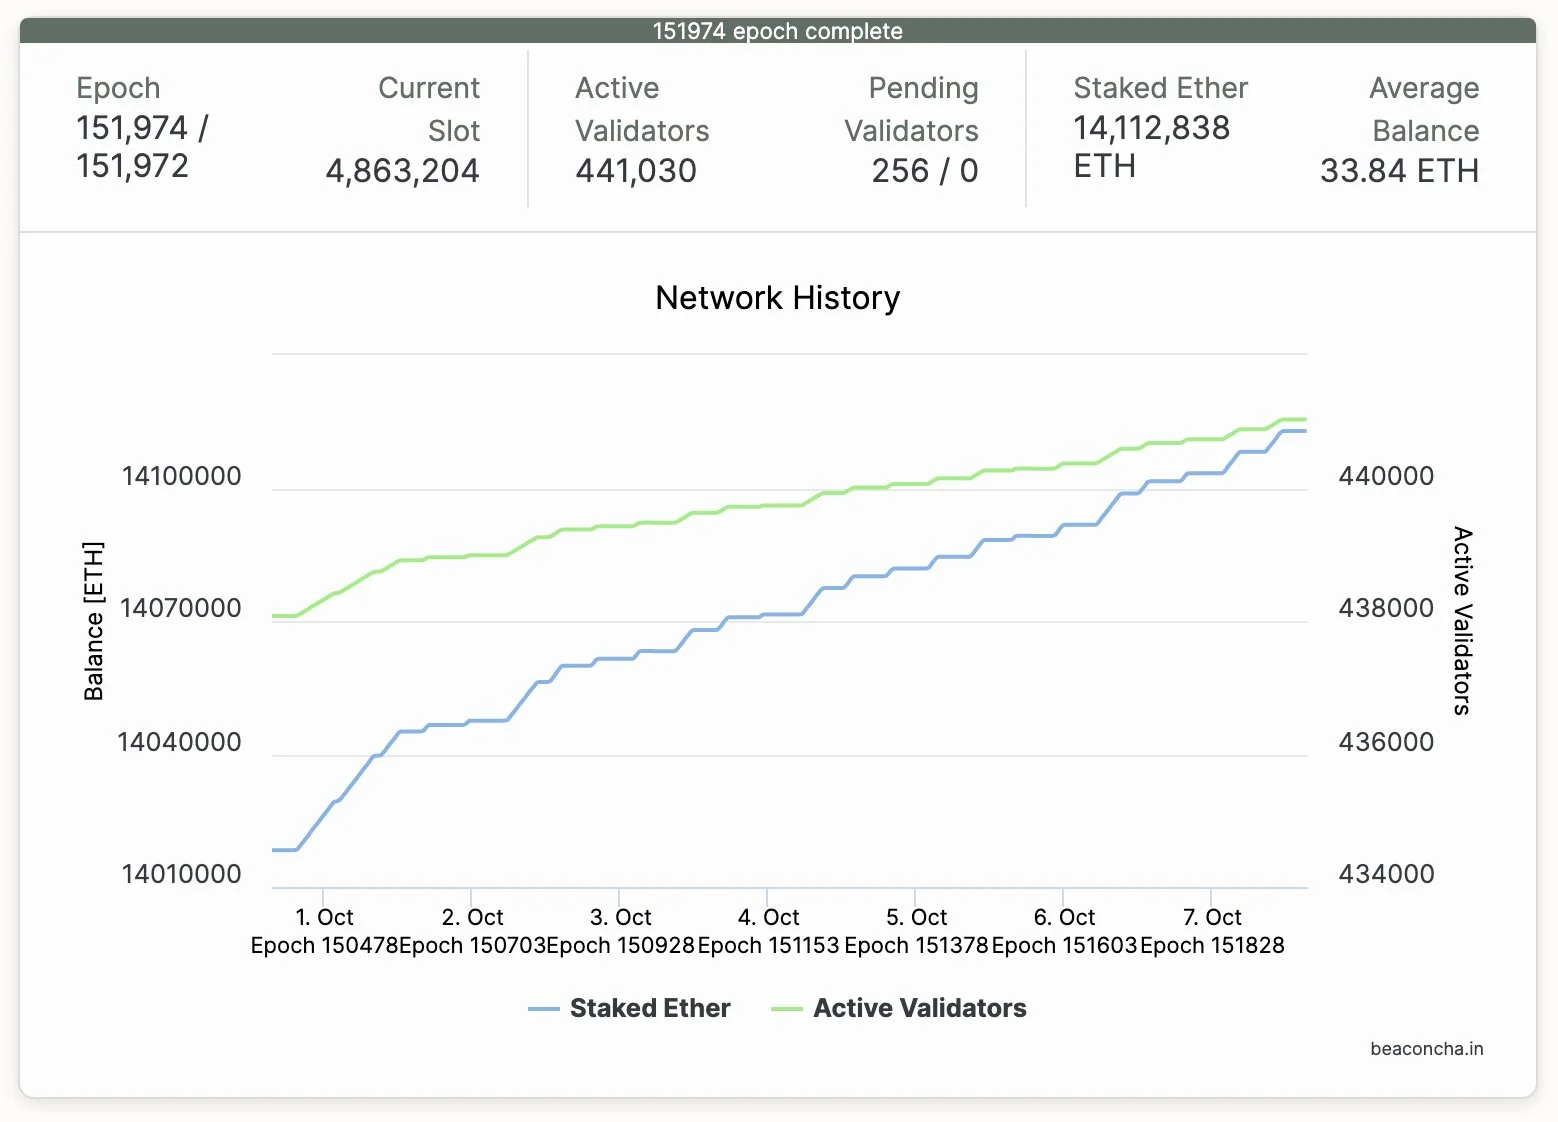 151974 epoch complete
Epoch
151,974 /
151,972
Current
Slot
4,863,204
Active
Validators
441,030
Pending
Validators
256 / 0
Staked Ether
14,112,838
ETH
Average
Balance
33.84 ETH
Network History
Balance [ETH]
14100000
14070000
14040000
14010000
440000
438000
436000
434000
Active Validators
1. Oct
Epoch 150478
2. Oct
Epoch 150703
3. Oct
Epoch 150928
4. Oct
Epoch 151153
5. Oct
Epoch 151378
6. Oct
Epoch 151603
7. Oct
Epoch 151828
Staked Ether
Active Validators
beaconcha.in